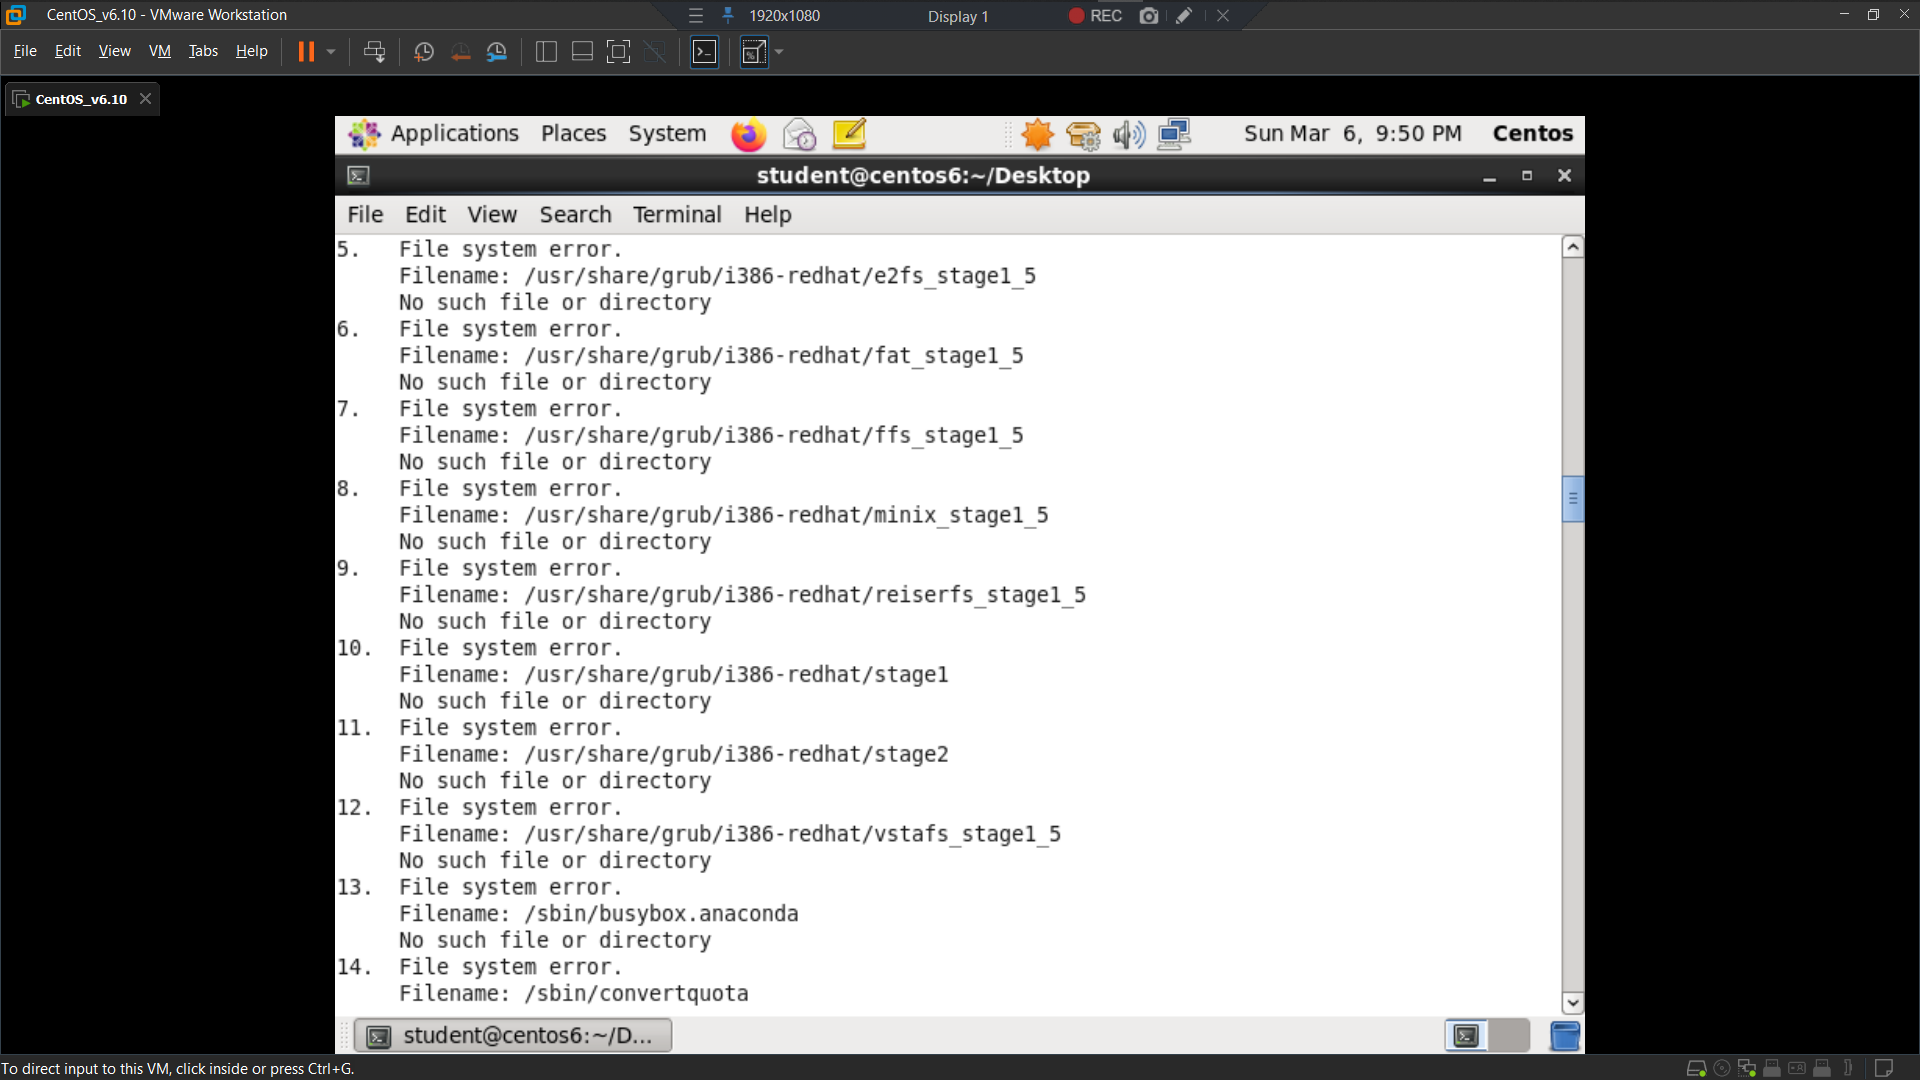 CentOS_v6.10 - VMware Workstation
1920x1080
Display 1
REC
File Edit View VM Tabs Help
CentOS_v6.10
Applications Places System
Sun Mar 6, 9:50 PM Centos
student@centos6:~/Desktop
File Edit View Search Terminal Help
5. File system error.
Filename: /usr/share/grub/i386-redhat/e2fs_stage1_5
No such file or directory
6. File system error.
Filename: /usr/share/grub/i386-redhat/fat_stage1_5
No such file or directory
7. File system error.
Filename: /usr/share/grub/i386-redhat/ffs_stage1_5
No such file or directory
8. File system error.
Filename: /usr/share/grub/i386-redhat/minix_stage1_5
No such file or directory
9. File system error.
Filename: /usr/share/grub/i386-redhat/reiserfs_stage1_5
No such file or directory
10. File system error.
Filename: /usr/share/grub/i386-redhat/stage1
No such file or directory
11. File system error.
Filename: /usr/share/grub/i386-redhat/stage2
No such file or directory
12. File system error.
Filename: /usr/share/grub/i386-redhat/vstafs_stage1_5
No such file or directory
13. File system error.
Filename: /sbin/busybox.anaconda
No such file or directory
14. File system error.
Filename: /sbin/convertquota
student@centos6:~/D...
To direct input to this VM, click inside or press Ctrl+G.